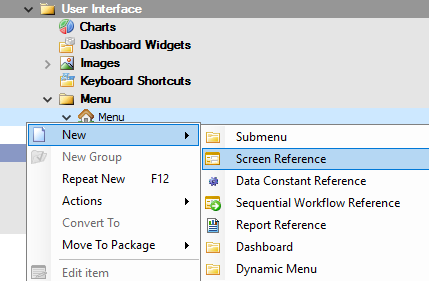 User Interface
Charts
Dashboard Widgets
Images
Keyboard Shortcuts
Menu
Menu
New
New Group
Repeat New F12
Actions
Convert To
Move To Package
Edit item
Submenu
Screen Reference
Data Constant Reference
Sequential Workflow Reference
Report Reference
Dashboard
Dynamic Menu